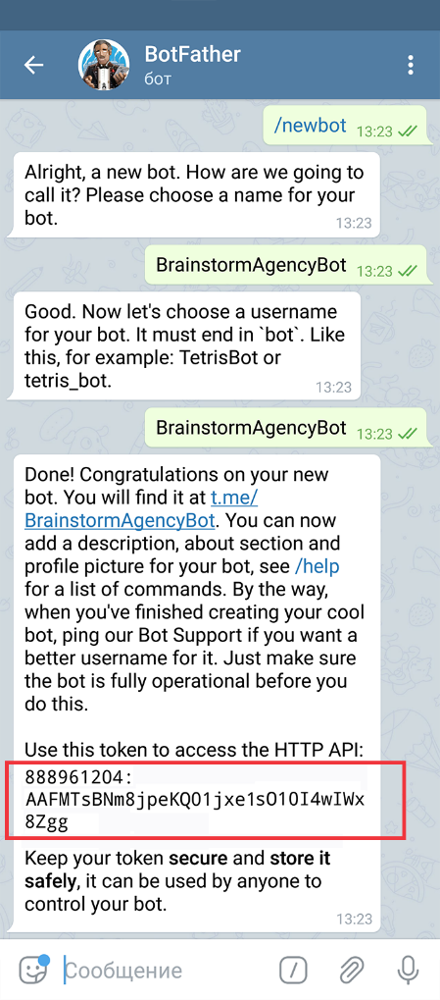 BotFather
бот
/newbot 13:23
Alright, a new bot. How are we going to
call it? Please choose a name for your
bot.
13:23
BrainstormAgencyBot 13:23
Good. Now let's choose a username
for your bot. It must end in `bot`. Like
this, for example: TetrisBot or
tetris_bot.
13:23
BrainstormAgencyBot 13:23
Done! Congratulations on your new
bot. You will find it at t.me/
BrainstormAgencyBot. You can now
add a description, about section and
profile picture for your bot, see /help
for a list of commands. By the way,
when you've finished creating your cool
bot, ping our Bot Support if you want a
better username for it. Just make sure
the bot is fully operational before you
do this.
Use this token to access the HTTP API:
888961204:
AAFMTsBNm8jpeKQO1jxe1sO1OI4wIWx
8Zgg
Keep your token secure and store it
safely, it can be used by anyone to
control your bot.
13:23
Сообщение